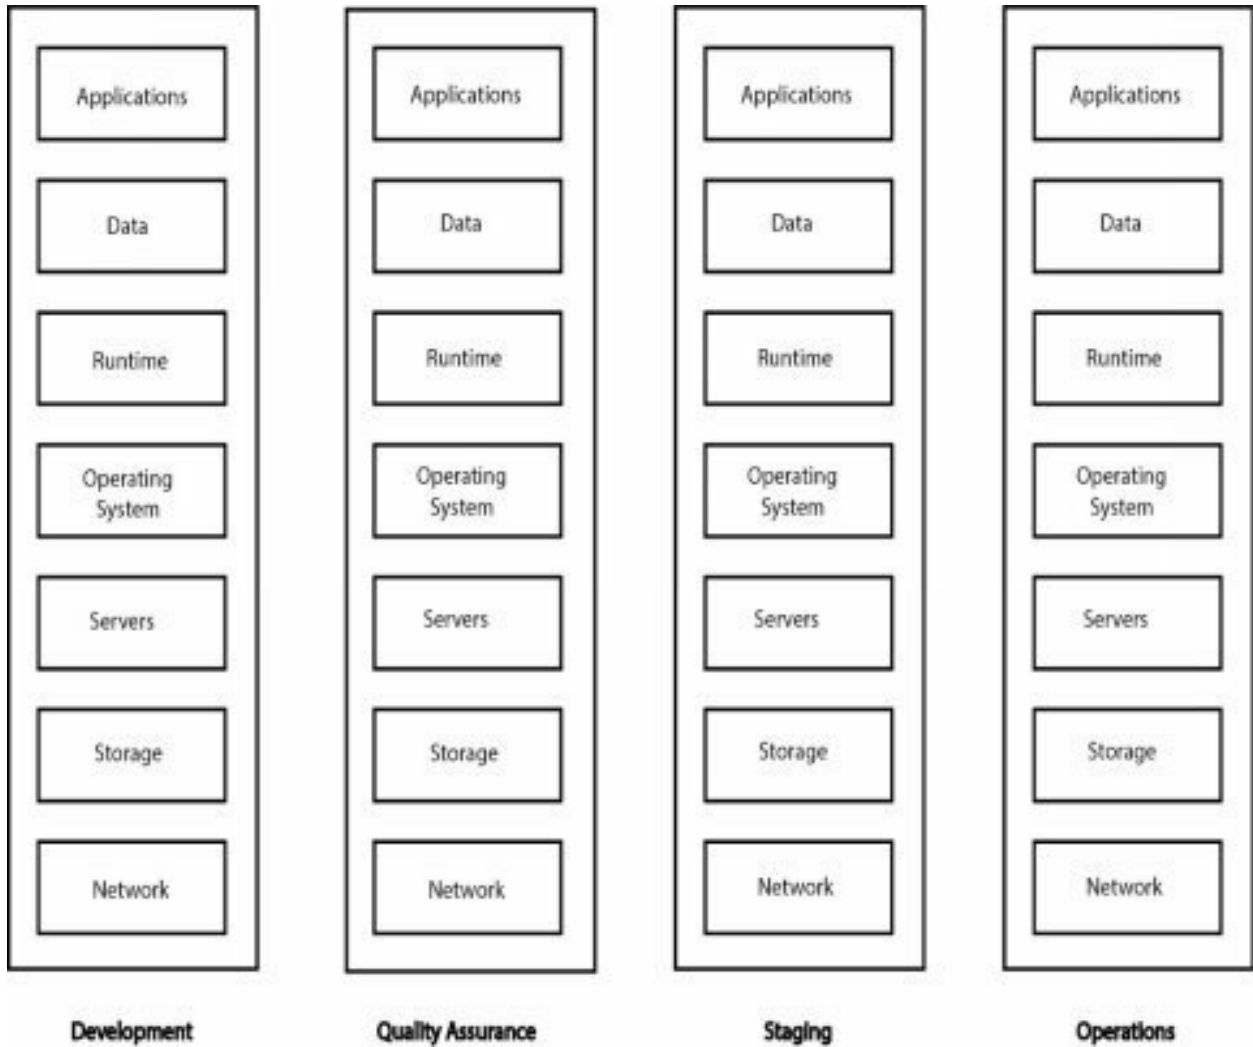 Applications
Data
Runtime
Operating
System
Servers
Storage
Network
Development
Applications
Data
Runtime
Operating
System
Servers
Storage
Network
Quality Assurance
Applications
Data
Runtime
Operating
System
Servers
Storage
Network
Staging
Applications
Data
Runtime
Operating
System
Servers
Storage
Network
Operations